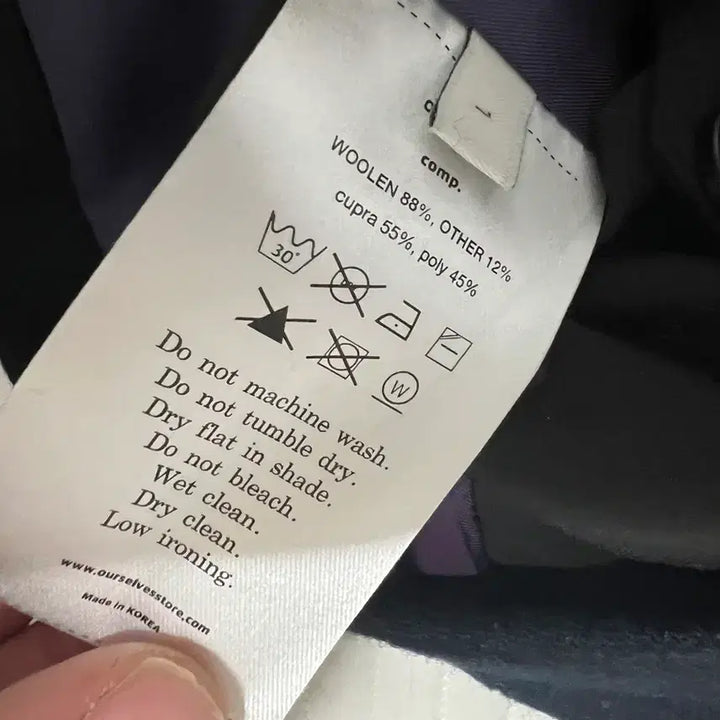 1
comp.
WOOLEN 88%, OTHER 12%
cupra 55%, poly 45%
30°
W
Do not machine wash.
Do not tumble dry.
Dry flat in shade.
Do not bleach.
Wet clean.
Dry clean.
Low ironing.
www.ourselvesstore.com
Made in KOREA